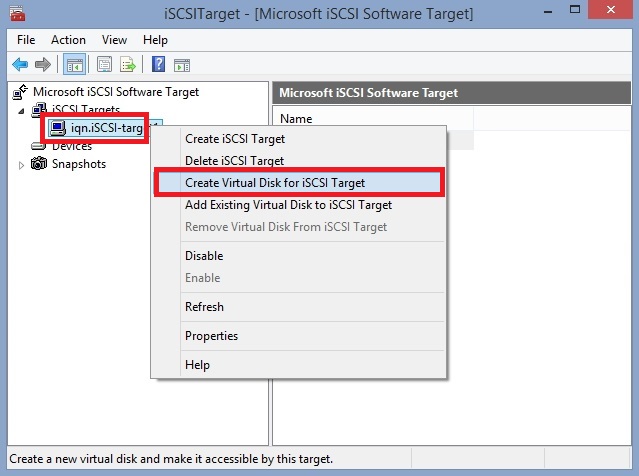 iSCSITarget - [Microsoft iSCSI Software Target]
File Action View Help
Microsoft iSCSI Software Target
iSCSI Targets
iqn.iSCSI-targ
Devices
Snapshots
Microsoft iSCSI Software Target
Name
Create iSCSI Target
Delete iSCSI Target
Create Virtual Disk for iSCSI Target
Add Existing Virtual Disk to iSCSI Target
Remove Virtual Disk From iSCSI Target
Disable
Enable
Refresh
Properties
Help
Create a new virtual disk and make it accessible by this target.